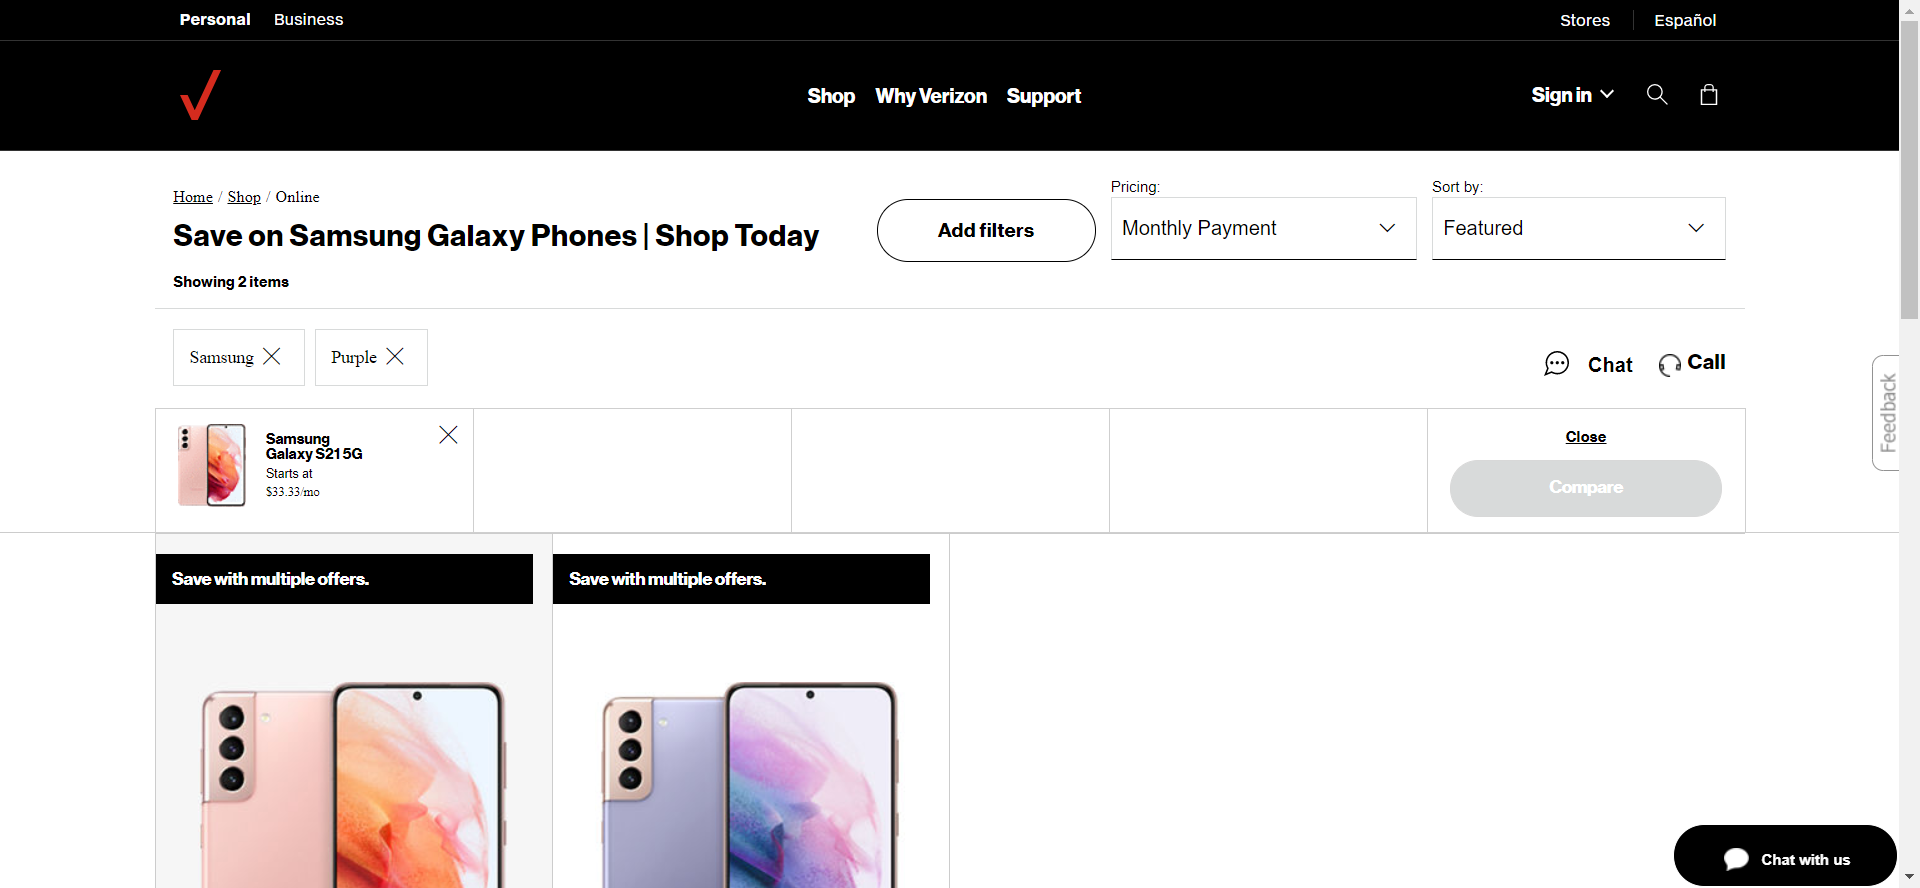 Personal
Business
Stores
Español
Shop
Why Verizon
Support
Sign in
Home / Shop / Online
Save on Samsung Galaxy Phones | Shop Today
Showing 2 items
Add filters
Pricing:
Monthly Payment
Sort by:
Featured
Samsung
Purple
Chat
Call
Feedback
Samsung
Galaxy S21 5G
Starts at
$33.33/mo
Close
Compare
Save with multiple offers.
Save with multiple offers.
Chat with us